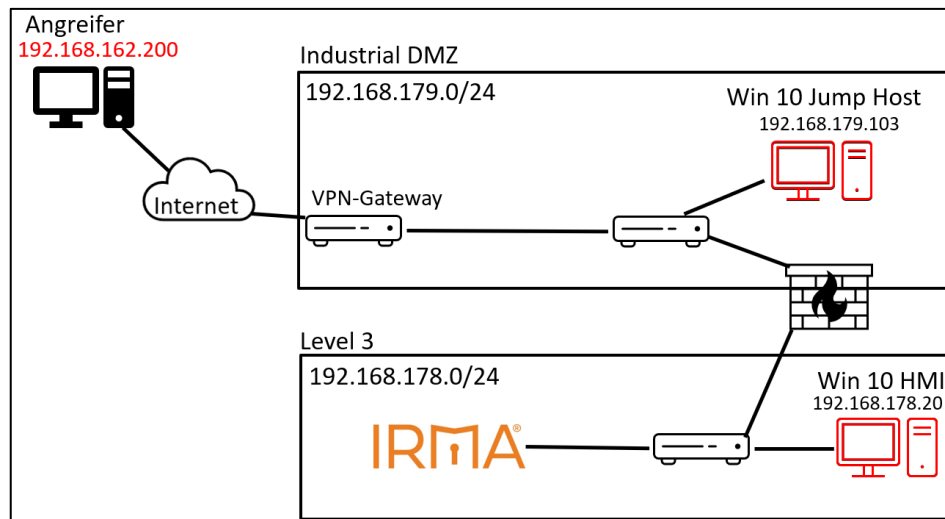 Angreifer
192.168.162.200
Industrial DMZ
192.168.179.0/24
Win 10 Jump Host
192.168.179.103
VPN-Gateway
Internet
Level 3
192.168.178.0/24
Win 10 HMI
192.168.178.20
IRMA®